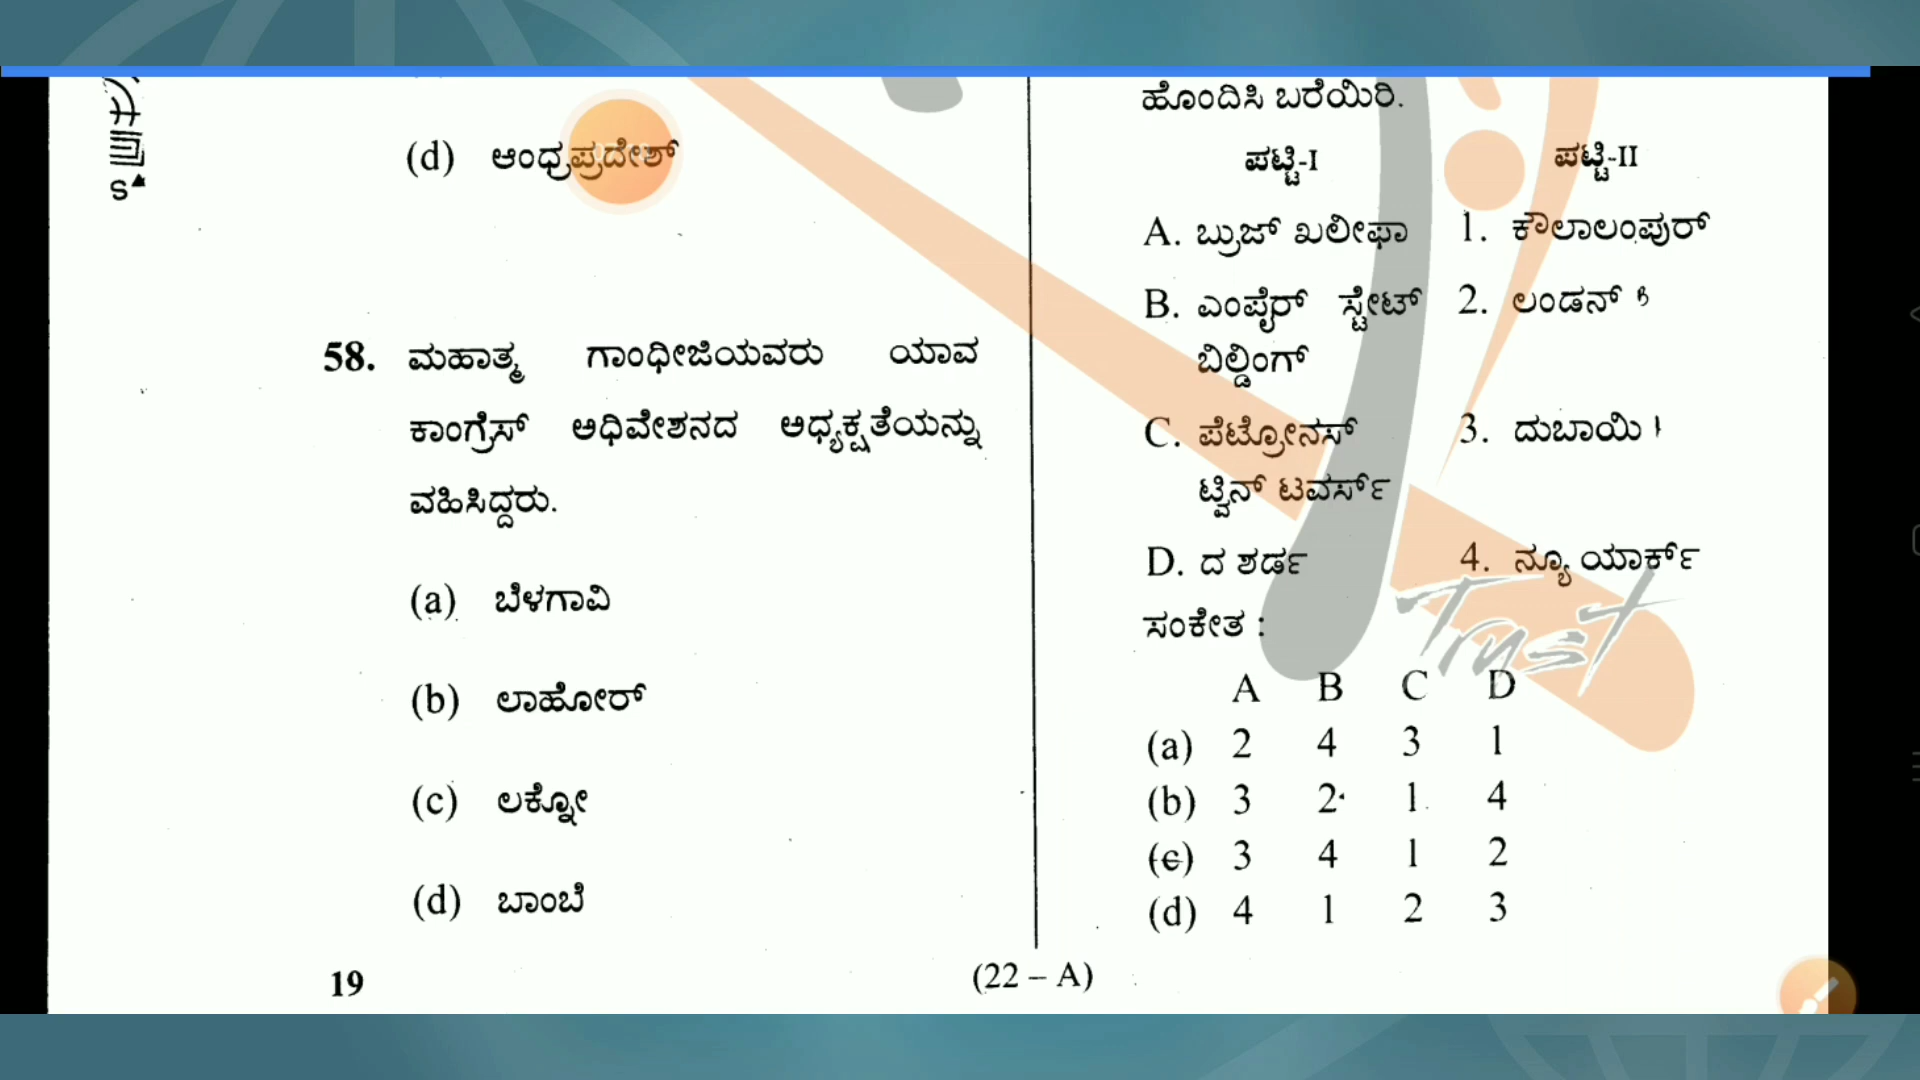 (d) ಆಂಧ್ರಪ್ರದೇಶ್
58. ಮಹಾತ್ಮ ಗಾಂಧೀಜಿಯವರು ಯಾವ
ಕಾಂಗ್ರೆಸ್ ಅಧಿವೇಶನದ ಅಧ್ಯಕ್ಷತೆಯನ್ನು
ವಹಿಸಿದ್ದರು.
(a) ಬೆಳಗಾವಿ
(b) ಲಾಹೋರ್
(c) ಲಕ್ನೋ
(d) ಬಾಂಬೆ
19
(22 – A)
ಹೊಂದಿಸಿ ಬರೆಯಿರಿ.
ಪಟ್ಟಿ-I ಪಟ್ಟಿ-II
A. ಬ್ರುಜ್ ಖಲೀಫಾ 1. ಕೌಲಾಲಂಪುರ್
B. ಎಂಪೈರ್ ಸ್ಟೇಟ್ 2. ಲಂಡನ್
ಬಿಲ್ಡಿಂಗ್
C. ಪೆಟ್ರೋನಸ್ 3. ದುಬಾಯಿ
ಟ್ವಿನ್ ಟವರ್ಸ್
D. ದ ಶರ್ಡ 4. ನ್ಯೂ ಯಾರ್ಕ್
ಸಂಕೇತ :
A B C D
(a) 2 4 3 1
(b) 3 2 1 4
(c) 3 4 1 2
(d) 4 1 2 3
Trust